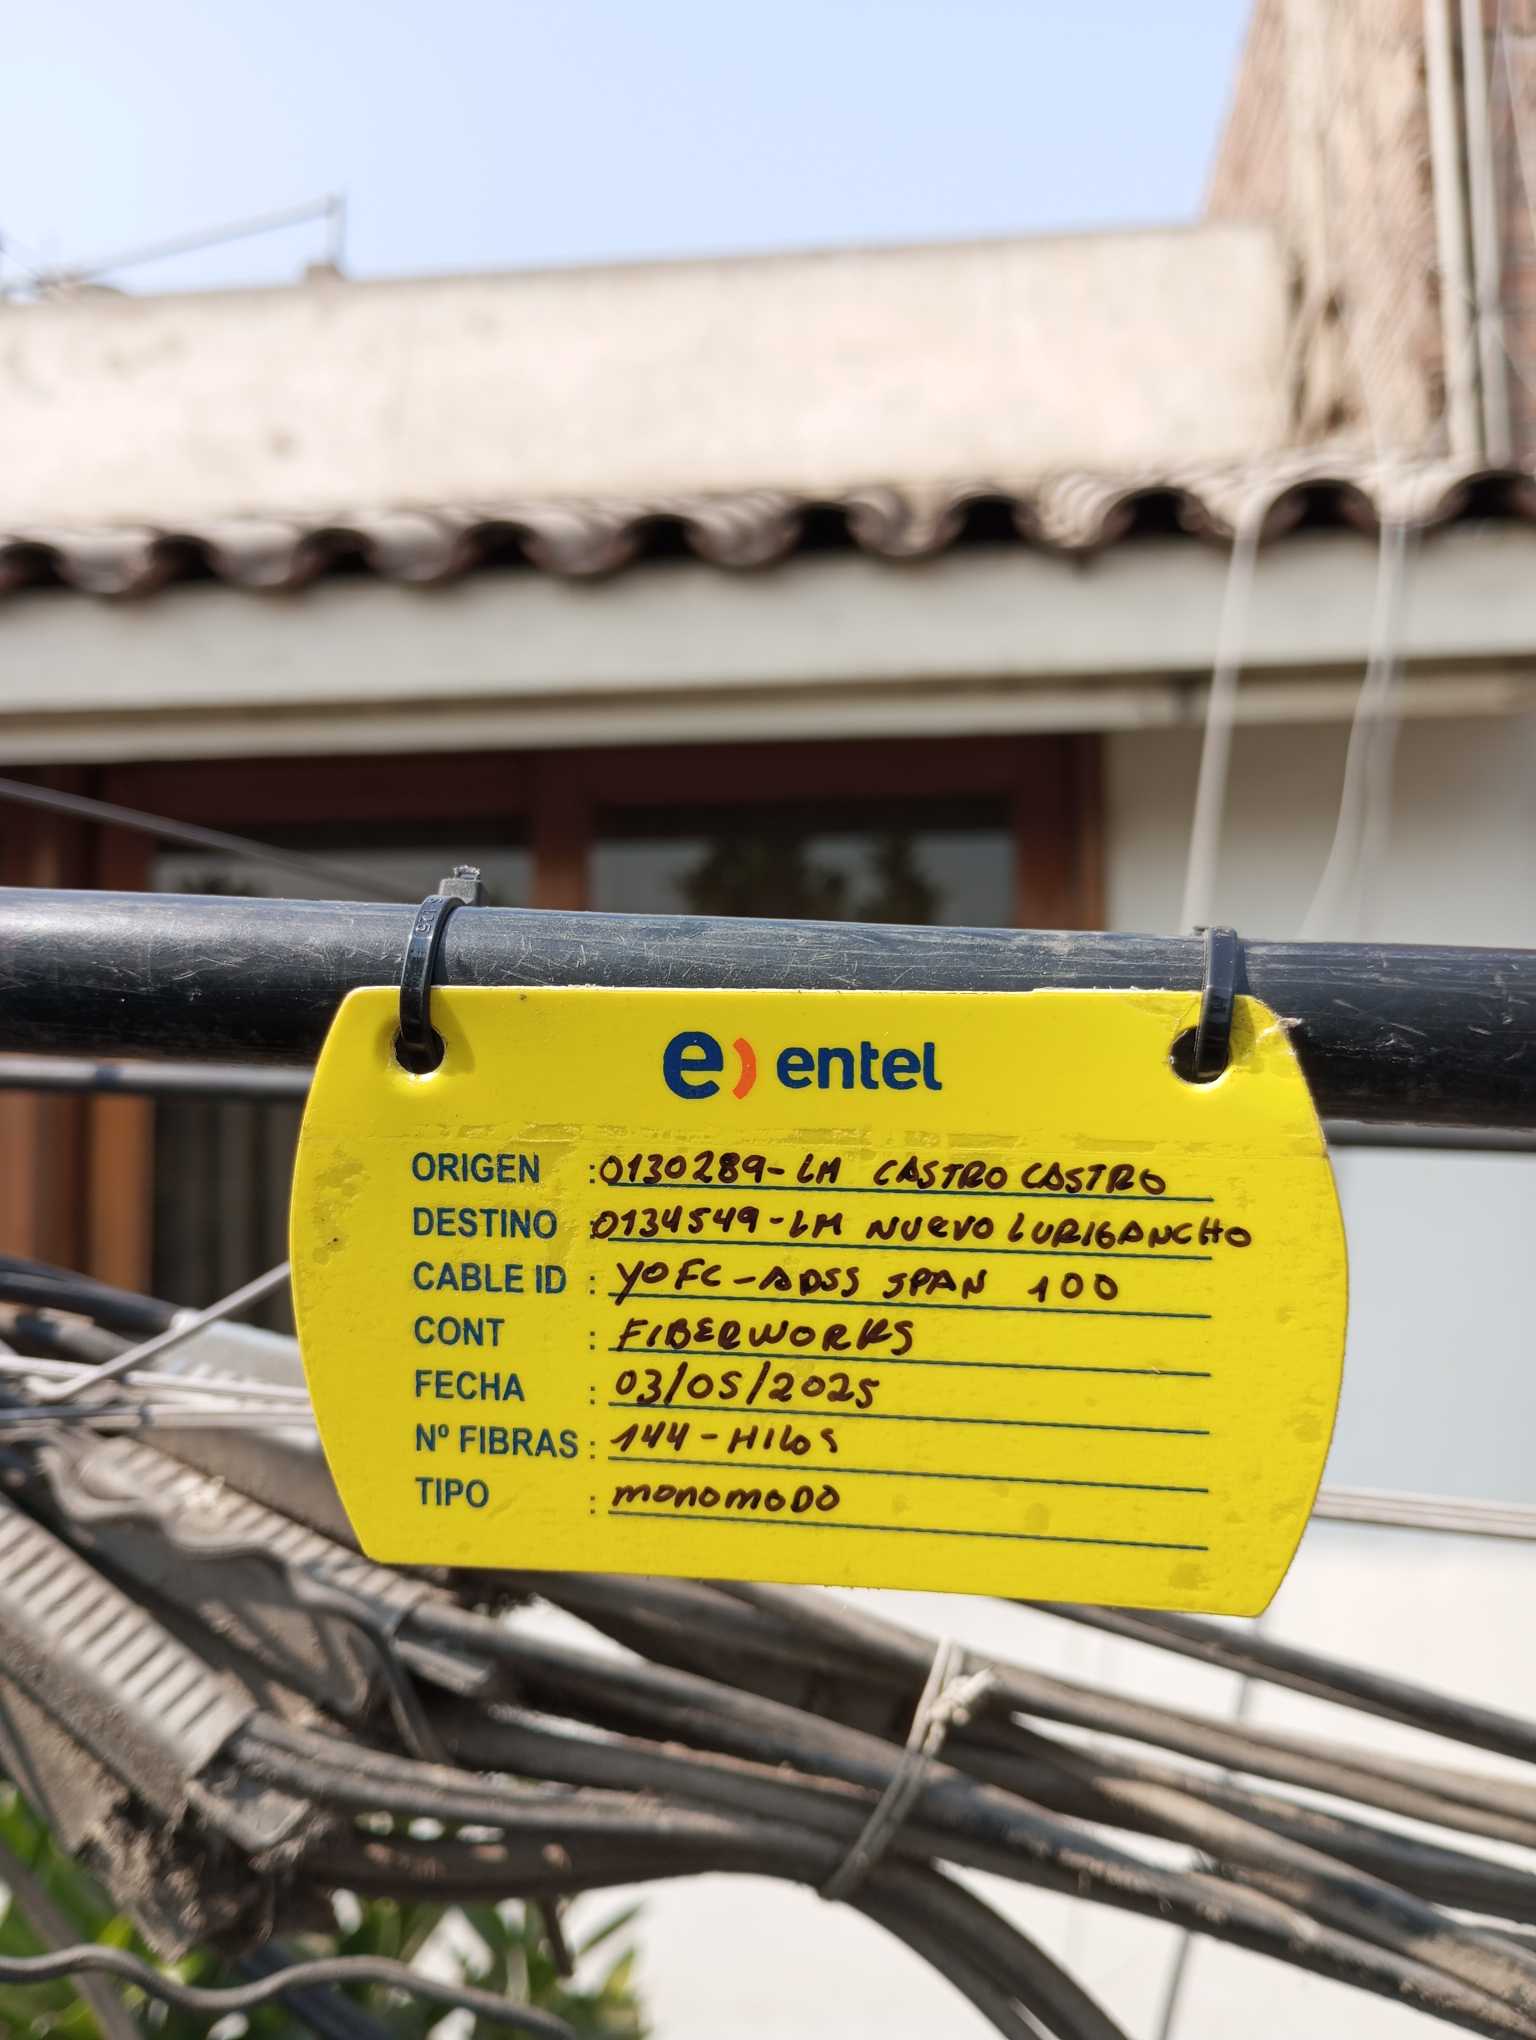 e) entel
ORIGEN : 0130289-LM CASTRO CASTRO
DESTINO : 0134549-LM NUEVO LURIGANCHO
CABLE ID : YOFC-ADSS SPAN 100
CONT : FIBERWORKS
FECHA : 03/05/2025
Nº FIBRAS : 144-HILOS
TIPO : MONOMODO